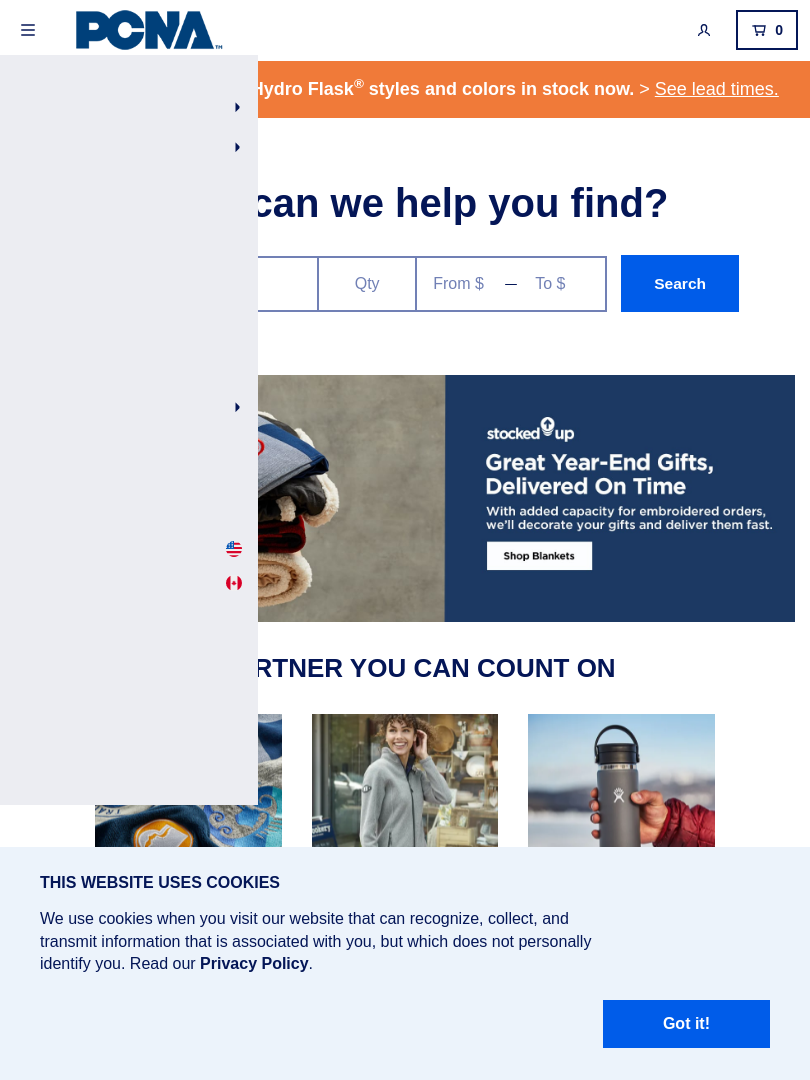 PCNA™
0
Hydro Flask® styles and colors in stock now. > See lead times.
can we help you find?
Qty
From $ — To $
Search
stocked up
Great Year-End Gifts,
Delivered On Time
With added capacity for embroidered orders,
we'll decorate your gifts and deliver them fast.
Shop Blankets
RTNER YOU CAN COUNT ON
THIS WEBSITE USES COOKIES
We use cookies when you visit our website that can recognize, collect, and
transmit information that is associated with you, but which does not personally
identify you. Read our Privacy Policy.
Got it!